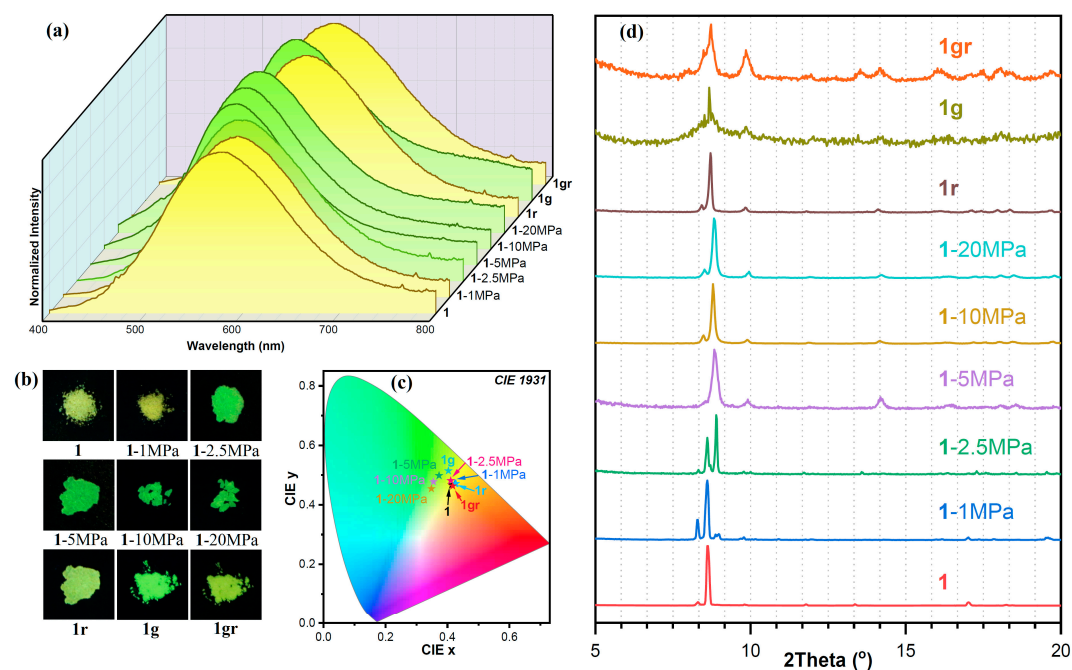 (a)
Normalized Intensity
400
500
600
700
800
Wavelength (nm)
1gr
1g
1r
1-20MPa
1-10MPa
1-5MPa
1-2.5MPa
1-1MPa
1
(b)
1
1-1MPa
1-2.5MPa
1-5MPa
1-10MPa
1-20MPa
1r
1g
1gr
(c)
CIE 1931
0.8
0.6
0.4
0.2
0.0
CIE y
0.0
0.2
0.4
0.6
CIE x
1g
1-5MPa
1-2.5MPa
1-10MPa
1-1MPa
1-20MPa
1r
1gr
1
(d)
1gr
1g
1r
1-20MPa
1-10MPa
1-5MPa
1-2.5MPa
1-1MPa
1
5
10
15
20
2Theta (°)